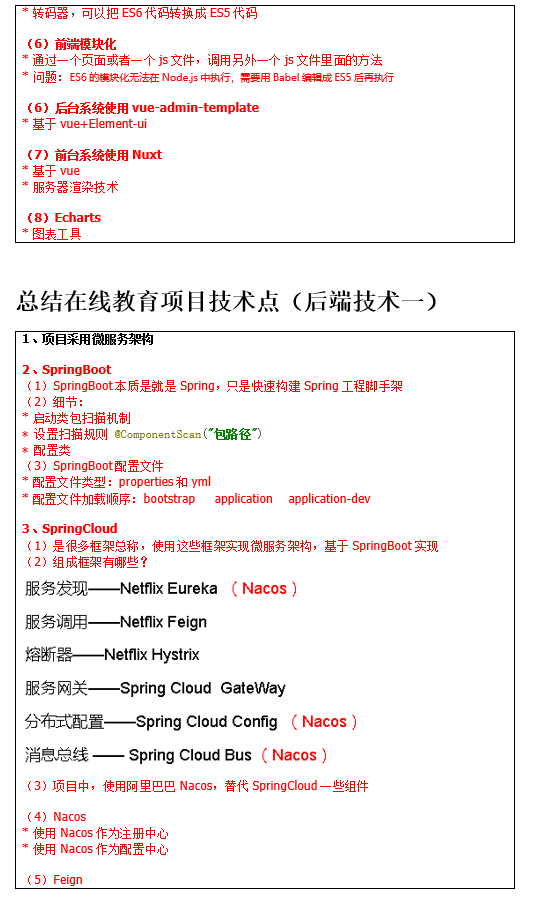 * 转码器，可以把 ES6 代码转换成 ES5 代码
（6）前端模块化
* 通过一个页面或者一个 js 文件，调用另外一个 js 文件里面的方法
* 问题：ES6 的模块化无法在 Node.js 中执行，需要用 Babel 编辑成 ES5 后再执行
（6）后台系统使用 vue-admin-template
* 基于 vue+Element-ui
（7）前台系统使用 Nuxt
* 基于 vue
* 服务器渲染技术
（8）Echarts
* 图表工具
总结在线教育项目技术点（后端技术一）
1、项目采用微服务架构
2、SpringBoot
（1）SpringBoot 本质是就是 Spring，只是快速构建 Spring 工程脚手架
（2）细节：
* 启动类包扫描机制
* 设置扫描规则 @ComponentScan("包路径")
* 配置类
（3）SpringBoot 配置文件
* 配置文件类型：properties 和 yml
* 配置文件加载顺序：bootstrap application application-dev
3、SpringCloud
（1）是很多框架总称，使用这些框架实现微服务架构，基于 SpringBoot 实现
（2）组成框架有哪些？
服务发现——Netflix Eureka （Nacos）
服务调用——Netflix Feign
熔断器——Netflix Hystrix
服务网关——Spring Cloud GateWay
分布式配置——Spring Cloud Config （Nacos）
消息总线 —— Spring Cloud Bus（Nacos）
（3）项目中，使用阿里巴巴 Nacos，替代 SpringCloud 一些组件
（4）Nacos
* 使用 Nacos 作为注册中心
* 使用 Nacos 作为配置中心
（5）Feign